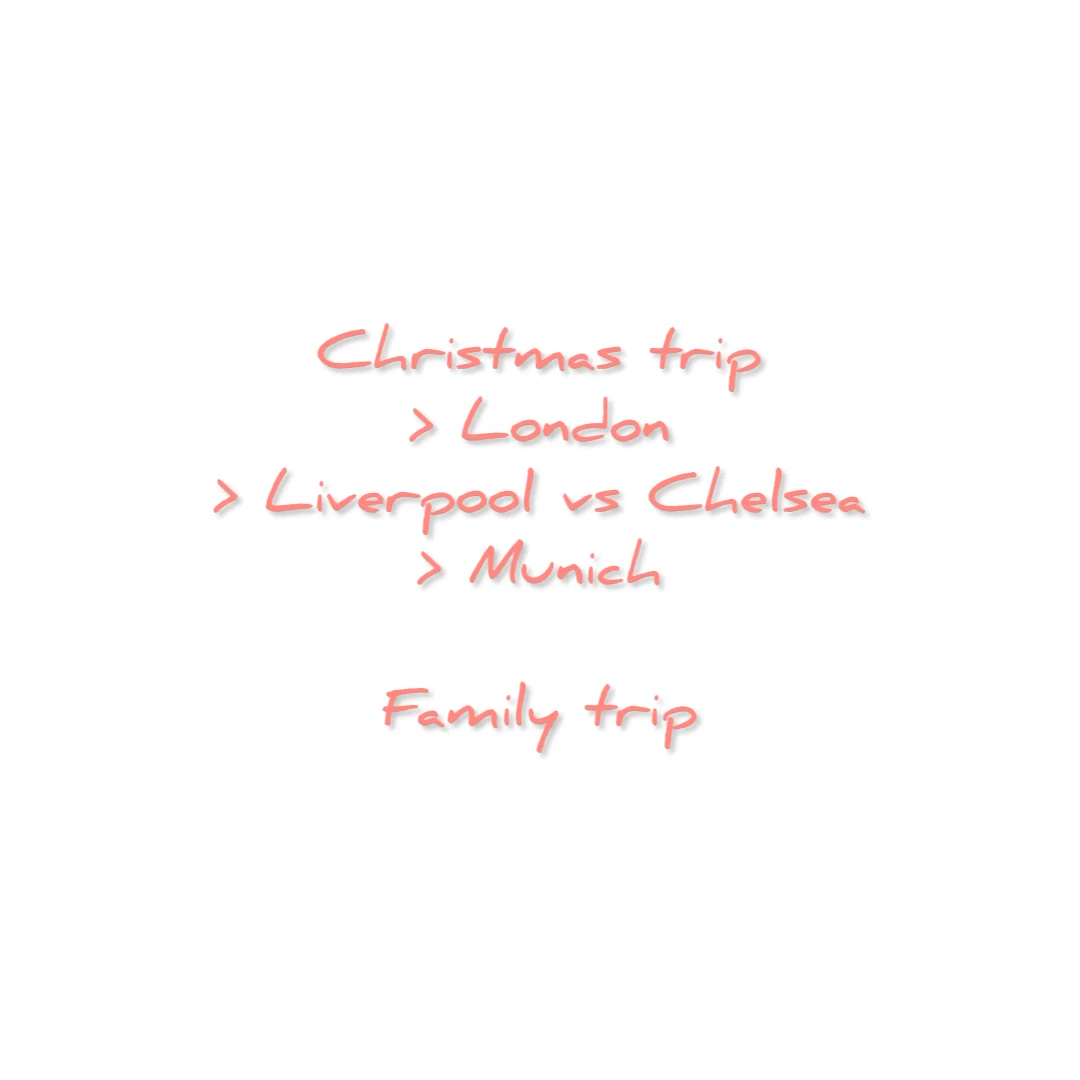 Christmas trip
> London
> Liverpool vs Chelsea
> Munich
Family trip